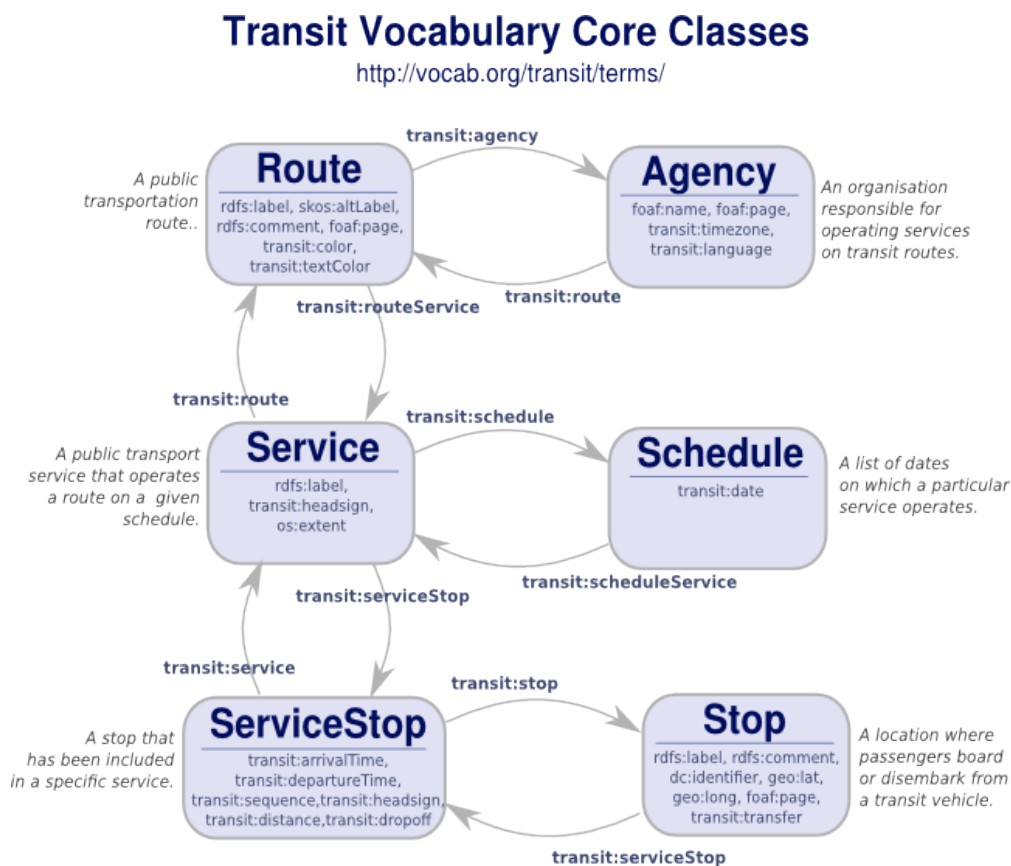 Transit Vocabulary Core Classes
http://vocab.org/transit/terms/
transit:agency
A public
transportation
route..
Route
rdfs:label, skos:altLabel,
rdfs:comment, foaf:page,
transit:color,
transit:textColor
Agency
foaf:name, foaf:page,
transit:timezone,
transit:language
An organisation
responsible for
operating services
on transit routes.
transit:route
transit:routeService
transit:route
transit:schedule
A public transport
service that operates
a route on a given
schedule.
Service
rdfs:label,
transit:headsign,
os:extent
Schedule
transit:date
A list of dates
on which a particular
service operates.
transit:scheduleService
transit:serviceStop
transit:service
transit:stop
A stop that
has been included
in a specific service.
ServiceStop
transit:arrivalTime,
transit:departureTime,
transit:sequence,transit:headsign,
transit:distance,transit:dropoff
Stop
rdfs:label, rdfs:comment,
dc:identifier, geo:lat,
geo:long, foaf:page,
transit:transfer
A location where
passengers board
or disembark from
a transit vehicle.
transit:serviceStop